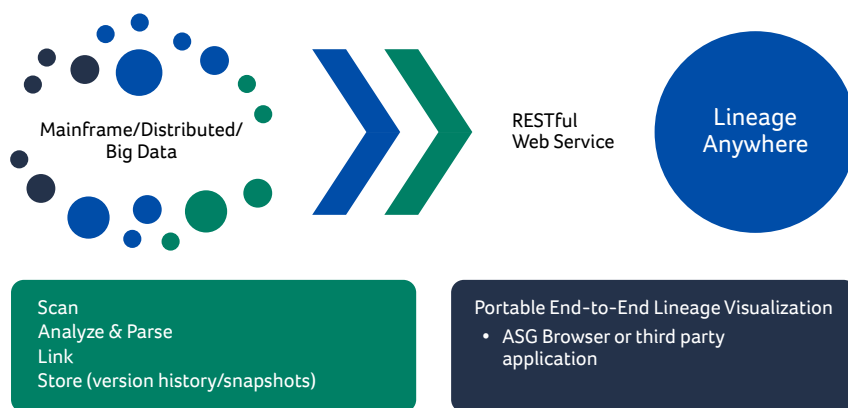 Mainframe/Distributed/
Big Data
RESTful
Web Service
Lineage
Anywhere
Scan
Analyze & Parse
Link
Store (version history/snapshots)
Portable End-to-End Lineage Visualization
• ASG Browser or third party
application